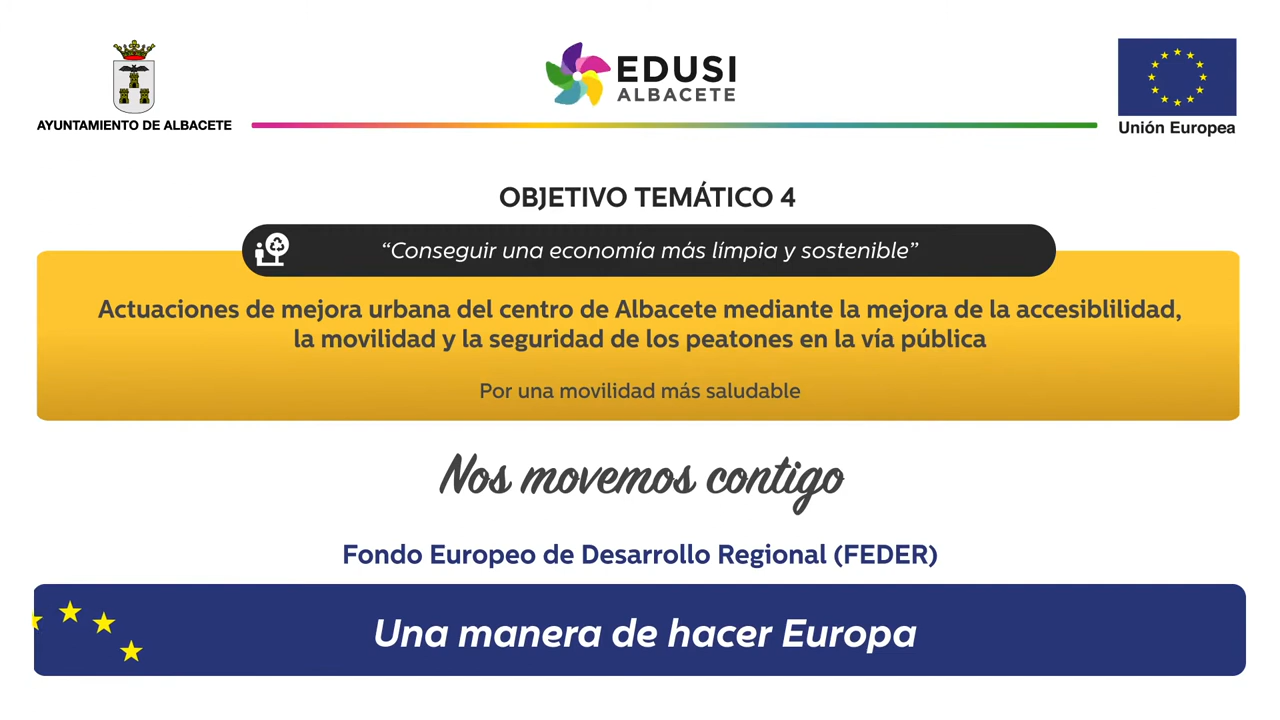 AYUNTAMIENTO DE ALBACETE
EDUSI
ALBACETE
Unión Europea
OBJETIVO TEMÁTICO 4
“Conseguir una economía más límpia y sostenible”
Actuaciones de mejora urbana del centro de Albacete mediante la mejora de la accesiblilidad,
la movilidad y la seguridad de los peatones en la vía pública
Por una movilidad más saludable
Nos movemos contigo
Fondo Europeo de Desarrollo Regional (FEDER)
Una manera de hacer Europa